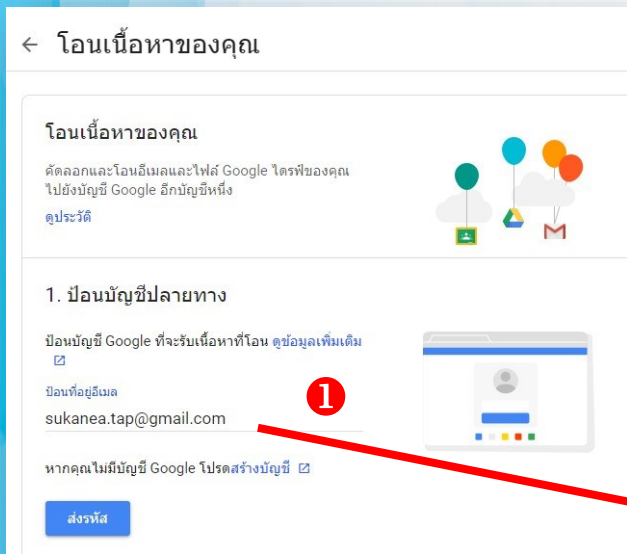 ← โอนเนื้อหาของคุณ
โอนเนื้อหาของคุณ
คัดลอกและโอนอีเมลและไฟล์ Google ไดรฟ์ของคุณ
ไปยังบัญชี Google อีกบัญชีหนึ่ง
ดูประวัติ
1. ป้อนบัญชีปลายทาง
ป้อนบัญชี Google ที่จะรับเนื้อหาที่โอน ดูข้อมูลเพิ่มเติม
ป้อนที่อยู่อีเมล
1
sukanea.tap@gmail.com
หากคุณไม่มีบัญชี Google โปรดสร้างบัญชี
ส่งรหัส